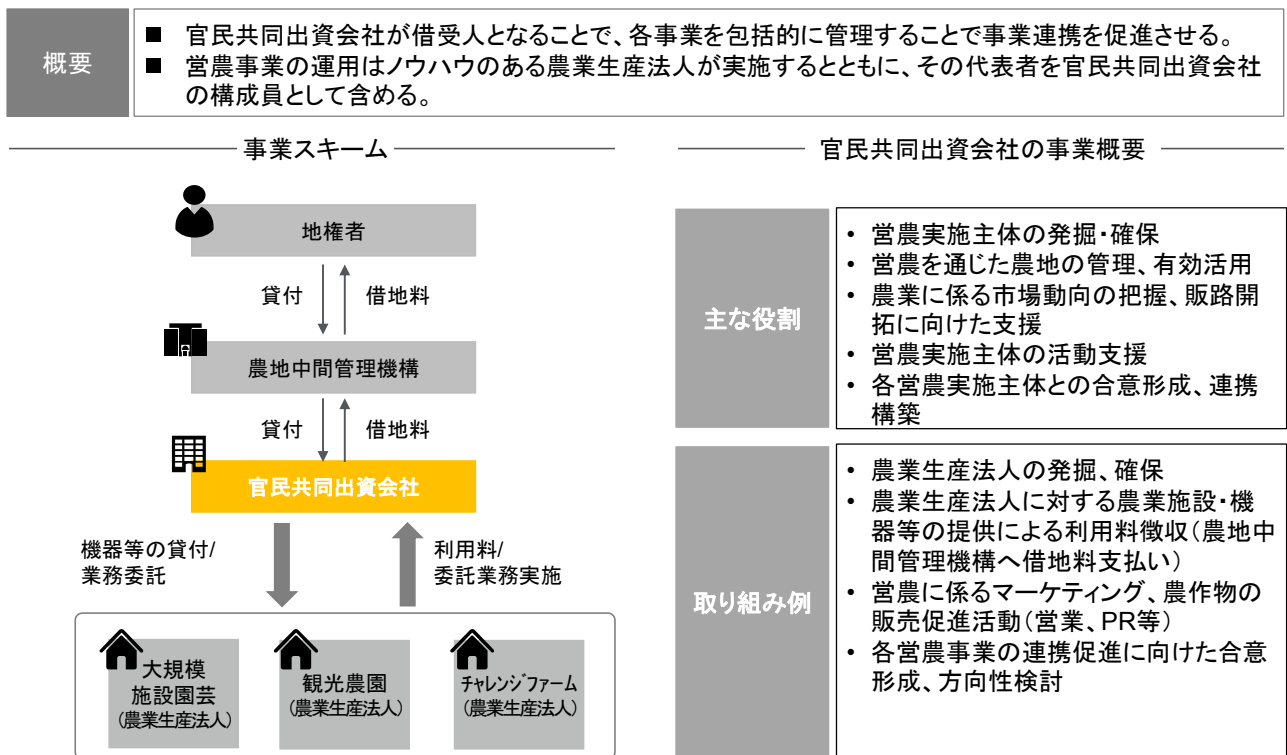 概要
■ 官民共同出資会社が借受人となることで、各事業を包括的に管理することで事業連携を促進させる。
■ 営農事業の運用はノウハウのある農業生産法人が実施するとともに、その代表者を官民共同出資会社
の構成員として含める。
事業スキーム
地権者
貸付
借地料
農地中間管理機構
貸付
借地料
官民共同出資会社
機器等の貸付/
業務委託
利用料/
委託業務実施
大規模
施設園芸
(農業生産法人)
観光農園
(農業生産法人)
ﾁｬﾚﾝｼﾞﾌｧｰﾑ
(農業生産法人)
官民共同出資会社の事業概要
主な役割
• 営農実施主体の発掘・確保
• 営農を通じた農地の管理、有効活用
• 農業に係る市場動向の把握、販路開
拓に向けた支援
• 営農実施主体の活動支援
• 各営農実施主体との合意形成、連携
構築
取り組み例
• 農業生産法人の発掘、確保
• 農業生産法人に対する農業施設・機
器等の提供による利用料徴収(農地中
間管理機構へ借地料支払い)
• 営農に係るマーケティング、農作物の
販売促進活動(営業、PR等)
• 各営農事業の連携促進に向けた合意
形成、方向性検討